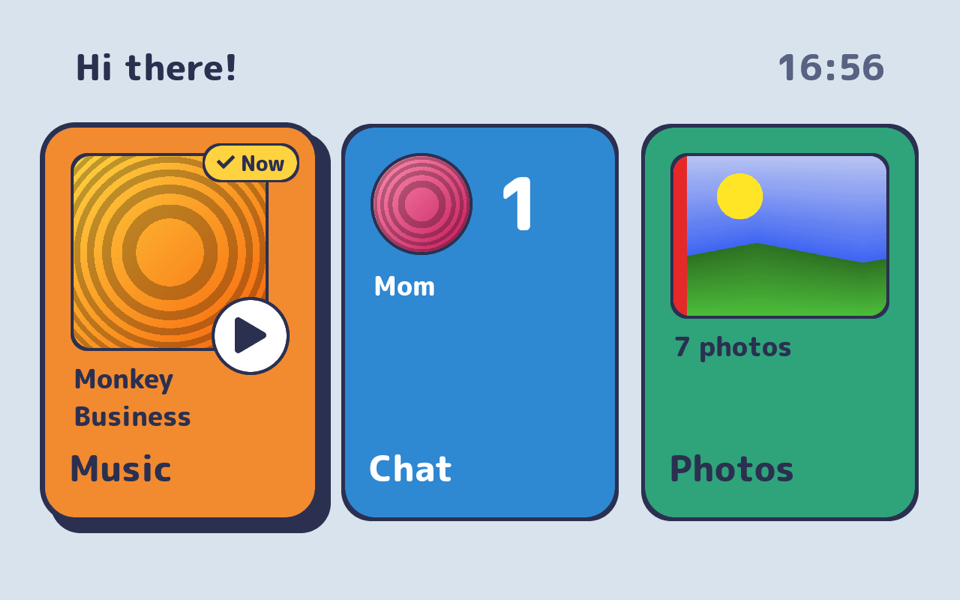 Hi there!
16:56
Now
Monkey
Business
Music
1
Mom
Chat
7 photos
Photos